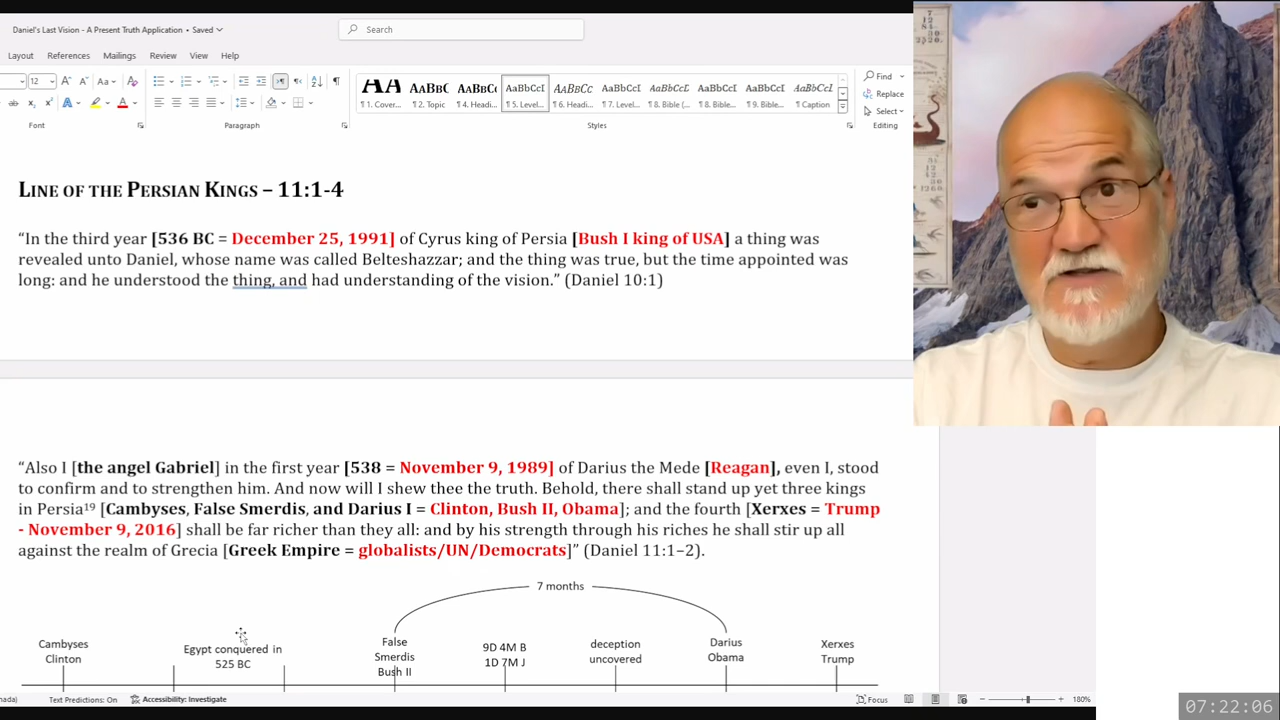 Daniel's Last Vision - A Present Truth Application • Saved
Search
Layout References Mailings Review View Help
12 Aa
Find
Replace
Select
¶ 1. Cover... ¶ 2. Topic ¶ 4. Headi... ¶ 5. Level... ¶ 6. Headi... ¶ 7. Level... ¶ 8. Bible (... ¶ 8. Bible... ¶ 9. Bible... ¶ Caption
Font Paragraph Styles Editing
LINE OF THE PERSIAN KINGS – 11:1-4
“In the third year [536 BC = December 25, 1991] of Cyrus king of Persia [Bush I king of USA] a thing was
revealed unto Daniel, whose name was called Belteshazzar; and the thing was true, but the time appointed was
long: and he understood the thing, and had understanding of the vision.” (Daniel 10:1)
“Also I [the angel Gabriel] in the first year [538 = November 9, 1989] of Darius the Mede [Reagan], even I, stood
to confirm and to strengthen him. And now will I shew thee the truth. Behold, there shall stand up yet three kings
in Persia¹⁹ [Cambyses, False Smerdis, and Darius I = Clinton, Bush II, Obama]; and the fourth [Xerxes = Trump
- November 9, 2016] shall be far richer than they all: and by his strength through his riches he shall stir up all
against the realm of Grecia [Greek Empire = globalists/UN/Democrats]” (Daniel 11:1–2).
7 months
Cambyses
Clinton
Egypt conquered in
525 BC
False
Smerdis
Bush II
9D 4M B
1D 7M J
deception
uncovered
Darius
Obama
Xerxes
Trump
nada) Text Predictions: On Accessibility: Investigate Focus 180%
07:22:06